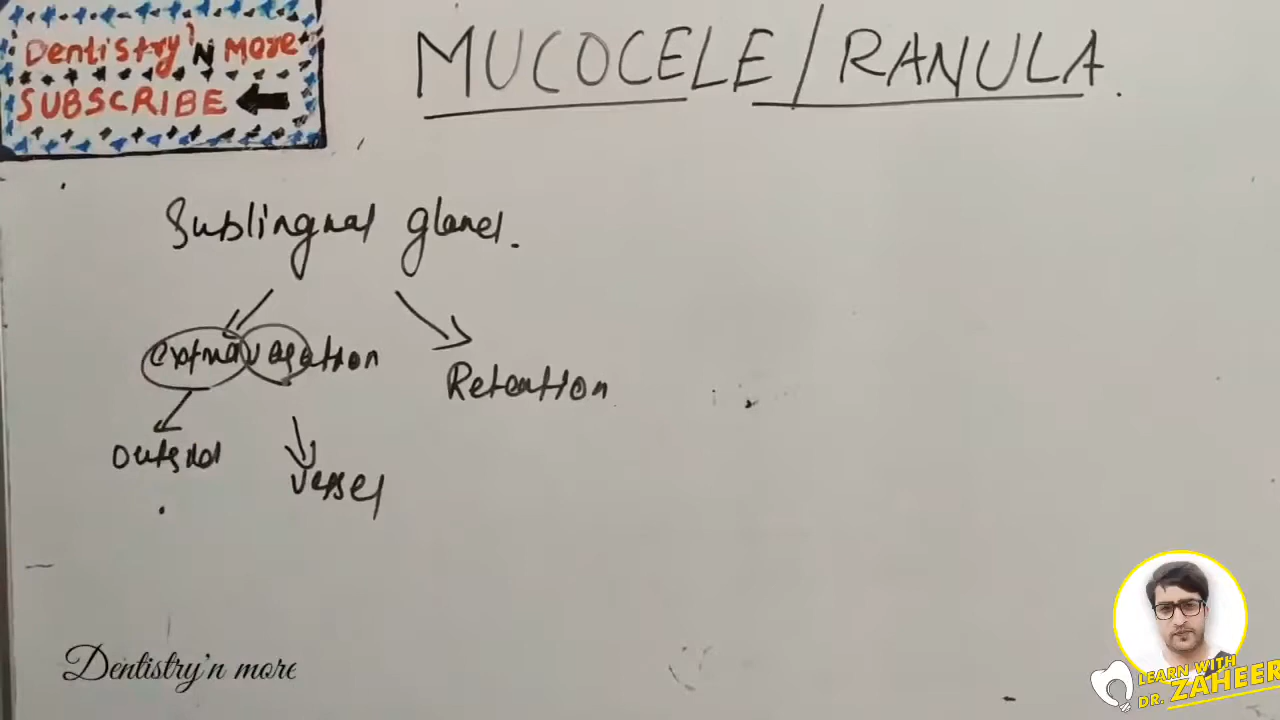 Dentistry'N More
SUBSCRIBE
MUCOCELE/RANULA.
Sublingual gland.
extravasation
Retention
outside
vessel
Dentistry'n more
LEARN WITH
DR. ZAHEER